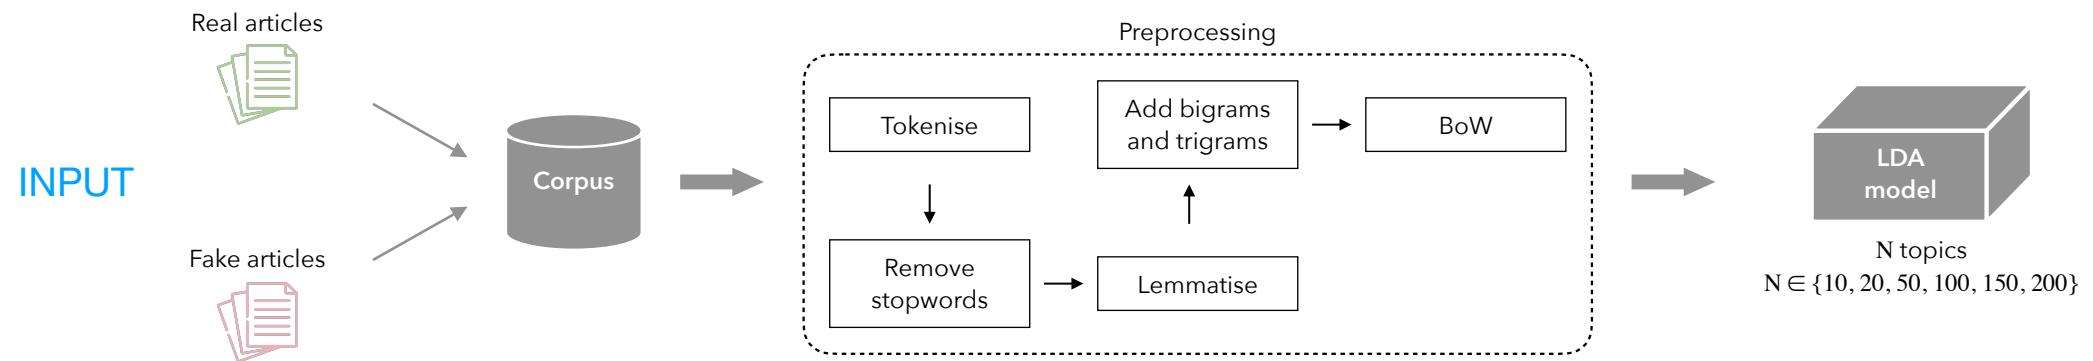 INPUT
Real articles
Fake articles
Corpus
Preprocessing
Tokenise
Remove
stopwords
Lemmatise
Add bigrams
and trigrams
BoW
LDA
model
N topics
N ∈ {10, 20, 50, 100, 150, 200}